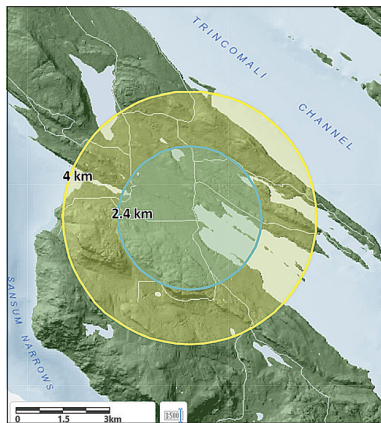 TRINCOMALI
CHANNEL
4 km
2.4 km
SANSUM NARROWS
0 1.5 3km